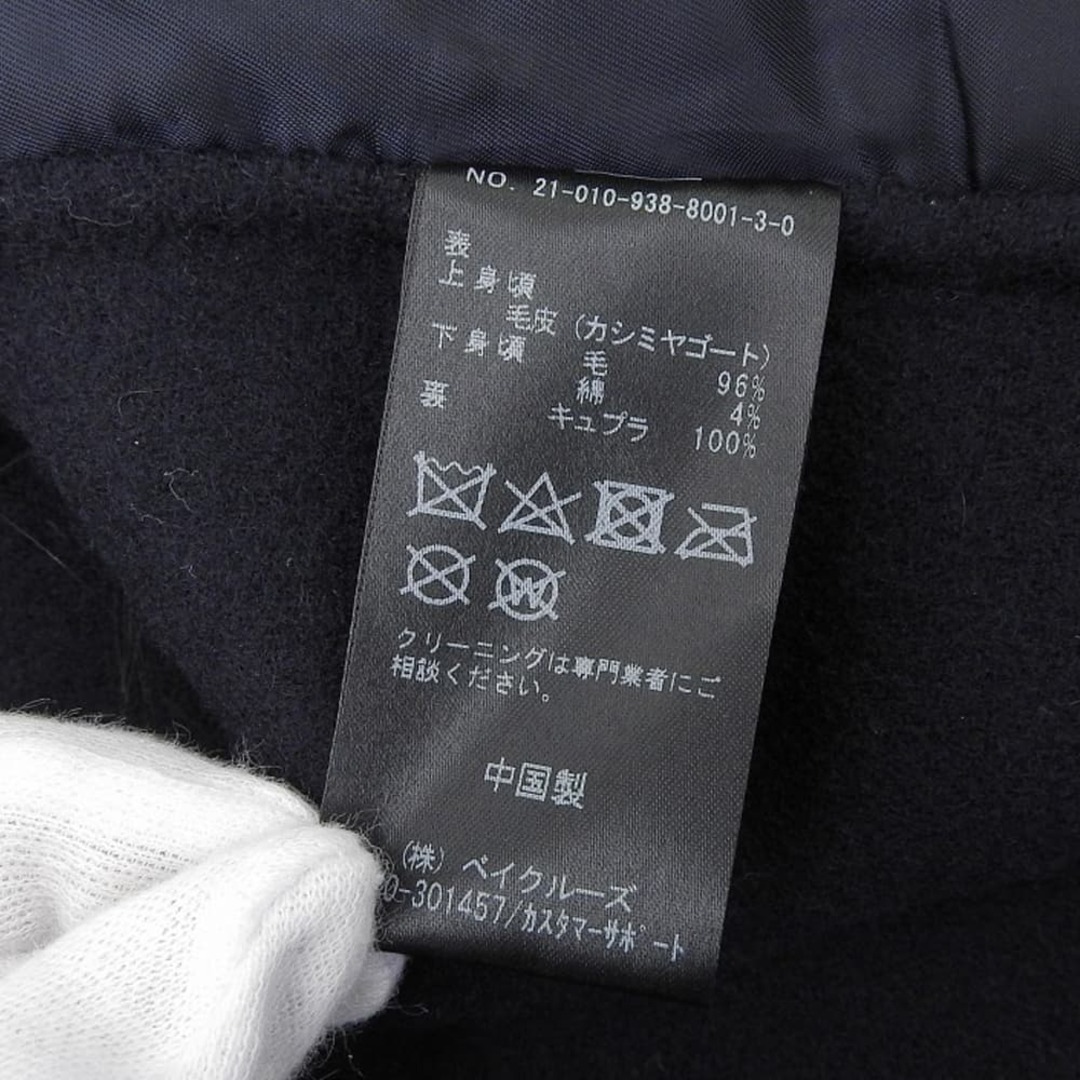 NO. 21-010-938-8001-3-0
表
上身頃
毛皮 (カシミヤゴート)
下身頃 毛 96%
綿 4%
裏 キュプラ 100%
W
クリーニングは専門業者にご
相談ください。
中国製
(株) ベイクルーズ
0-301457/カスタマーサポート